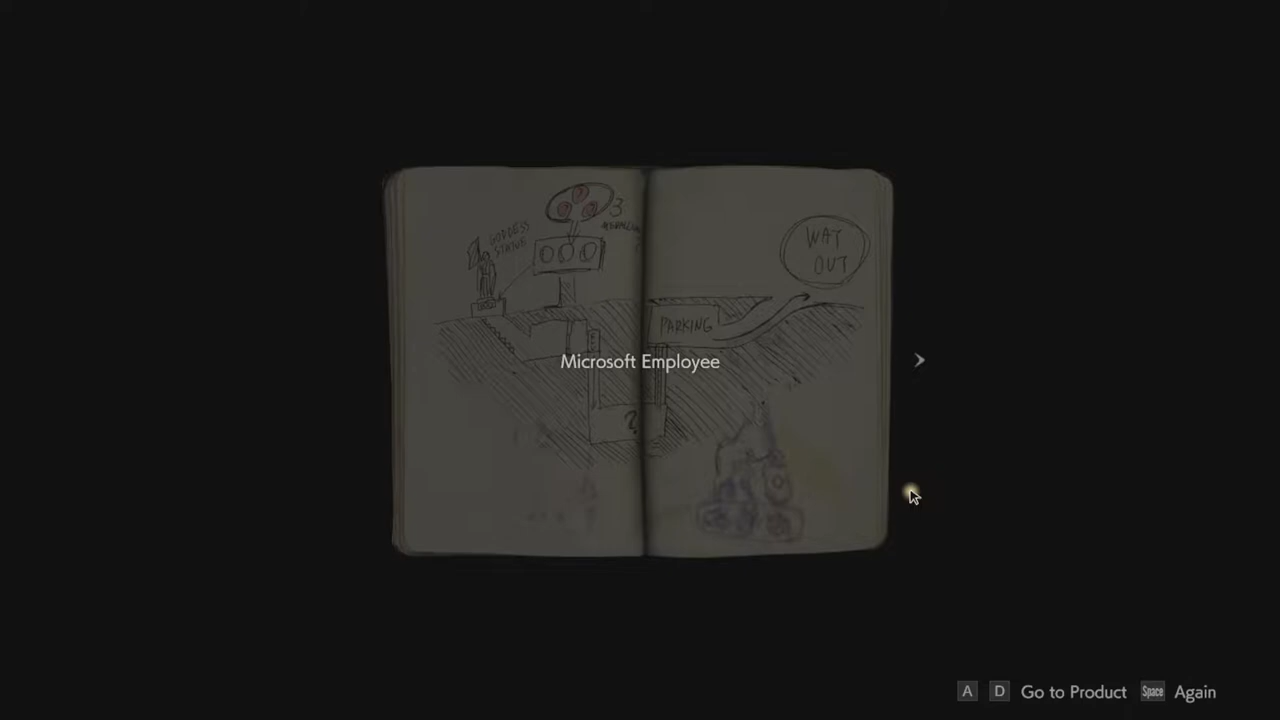 3
GODDESS
STATUE
WAY
OUT
PARKING
Microsoft Employee
?
A D Go to Product Space Again